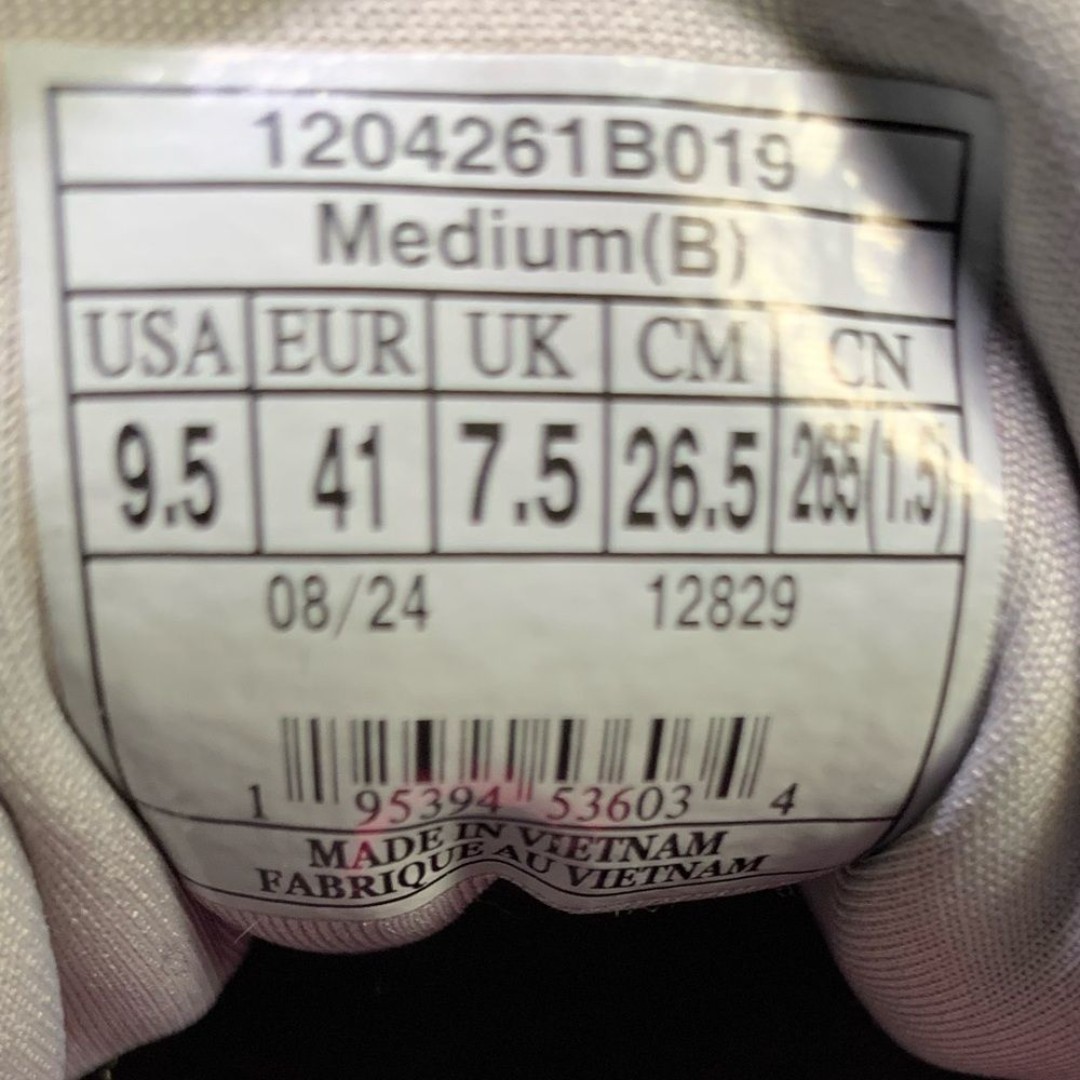 1204261B019
Medium(B)
USA EUR UK CM CN
9.5 41 7.5 26.5 265(1.5)
08/24 12829
1 95394 53603 4
MADE IN VIETNAM
FABRIQUE AU VIETNAM